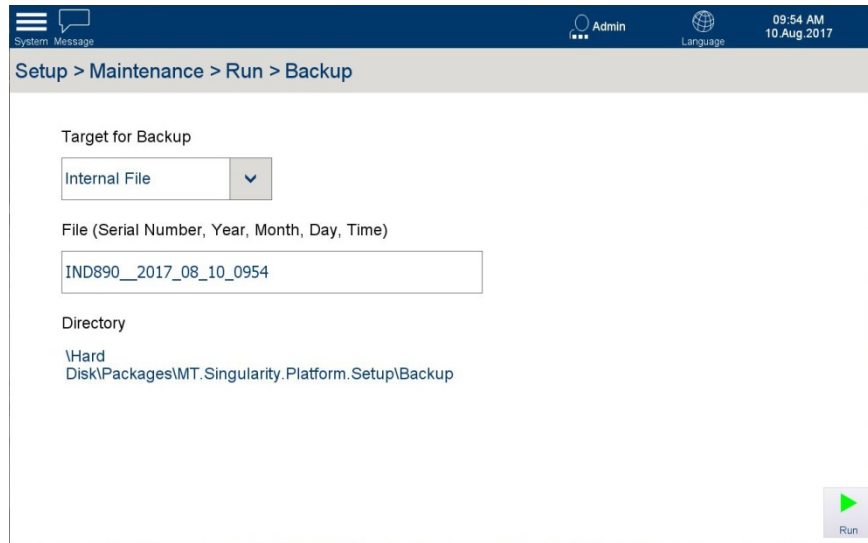 System Message
Admin
Language
09:54 AM
10.Aug.2017
Setup > Maintenance > Run > Backup
Target for Backup
Internal File
File (Serial Number, Year, Month, Day, Time)
IND890__2017_08_10_0954
Directory
\Hard
Disk\Packages\MT.Singularity.Platform.Setup\Backup
Run